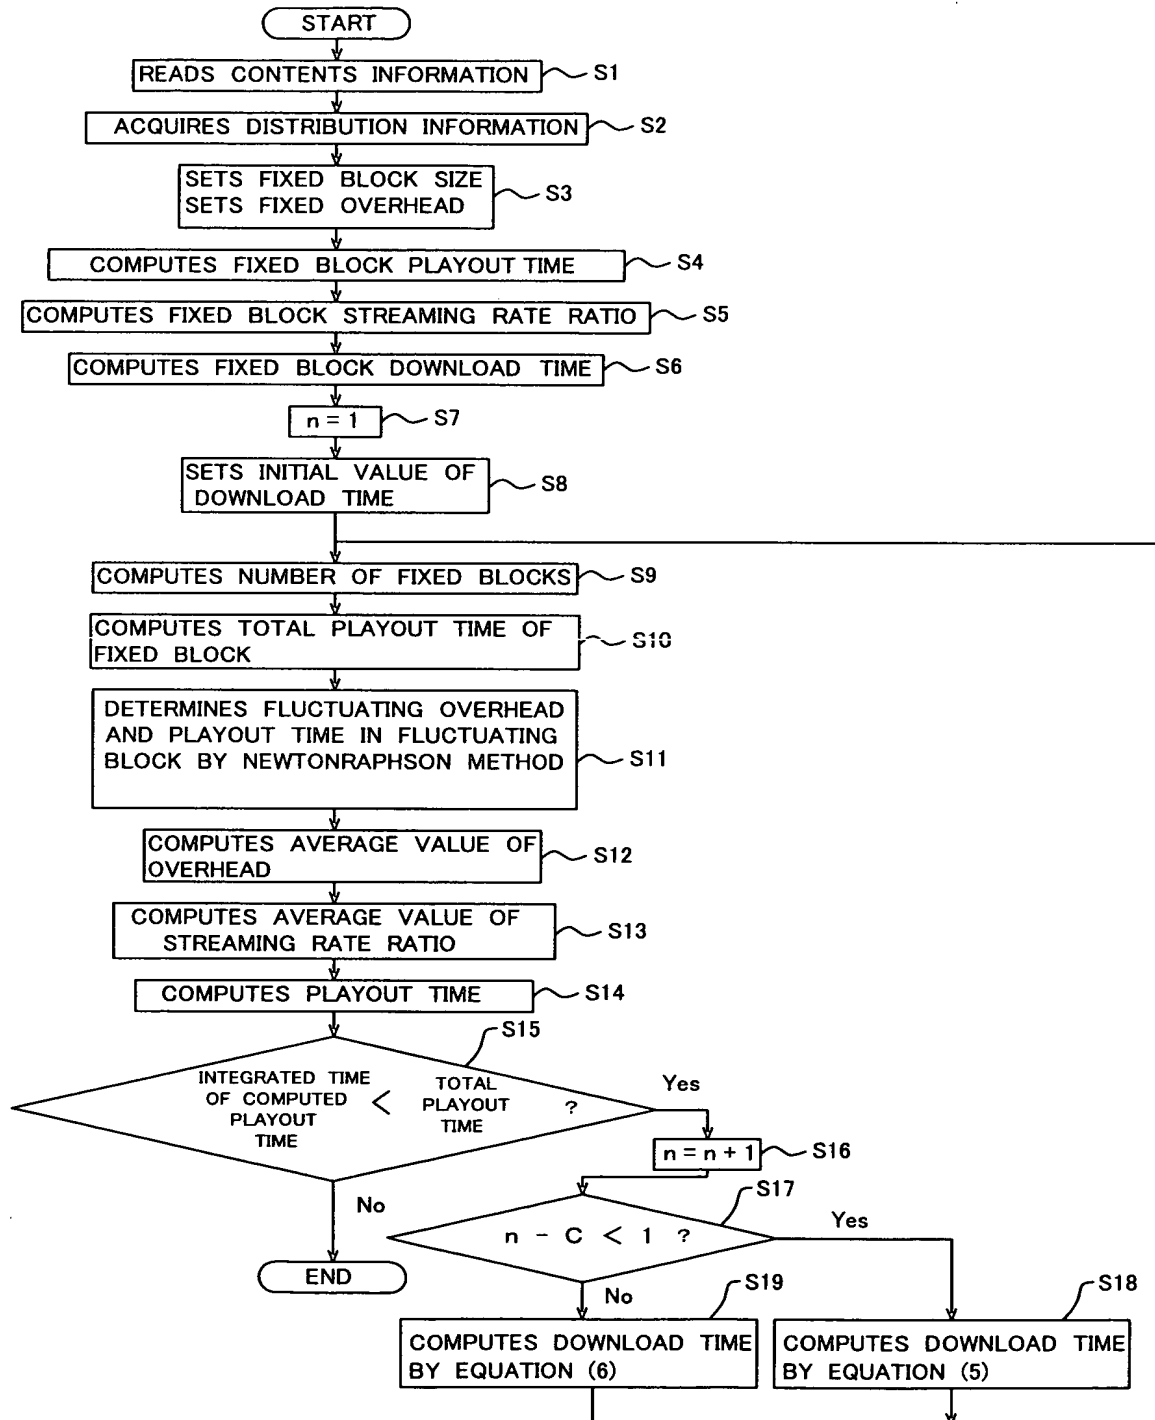 START
READS CONTENTS INFORMATION
S1
ACQUIRES DISTRIBUTION INFORMATION
S2
SETS FIXED BLOCK SIZE
SETS FIXED OVERHEAD
S3
COMPUTES FIXED BLOCK PLAYOUT TIME
S4
COMPUTES FIXED BLOCK STREAMING RATE RATIO
S5
COMPUTES FIXED BLOCK DOWNLOAD TIME
S6
n = 1
S7
SETS INITIAL VALUE OF
DOWNLOAD TIME
S8
COMPUTES NUMBER OF FIXED BLOCKS
S9
COMPUTES TOTAL PLAYOUT TIME OF
FIXED BLOCK
S10
DETERMINES FLUCTUATING OVERHEAD
AND PLAYOUT TIME IN FLUCTUATING
BLOCK BY NEWTONRAPHSON METHOD
S11
COMPUTES AVERAGE VALUE OF
OVERHEAD
S12
COMPUTES AVERAGE VALUE OF
STREAMING RATE RATIO
S13
COMPUTES PLAYOUT TIME
S14
S15
INTEGRATED TIME
OF COMPUTED
PLAYOUT
TIME
<
TOTAL
PLAYOUT
TIME
?
Yes
No
n = n + 1
S16
S17
n - C < 1 ?
Yes
No
END
S19
COMPUTES DOWNLOAD TIME
BY EQUATION (6)
S18
COMPUTES DOWNLOAD TIME
BY EQUATION (5)